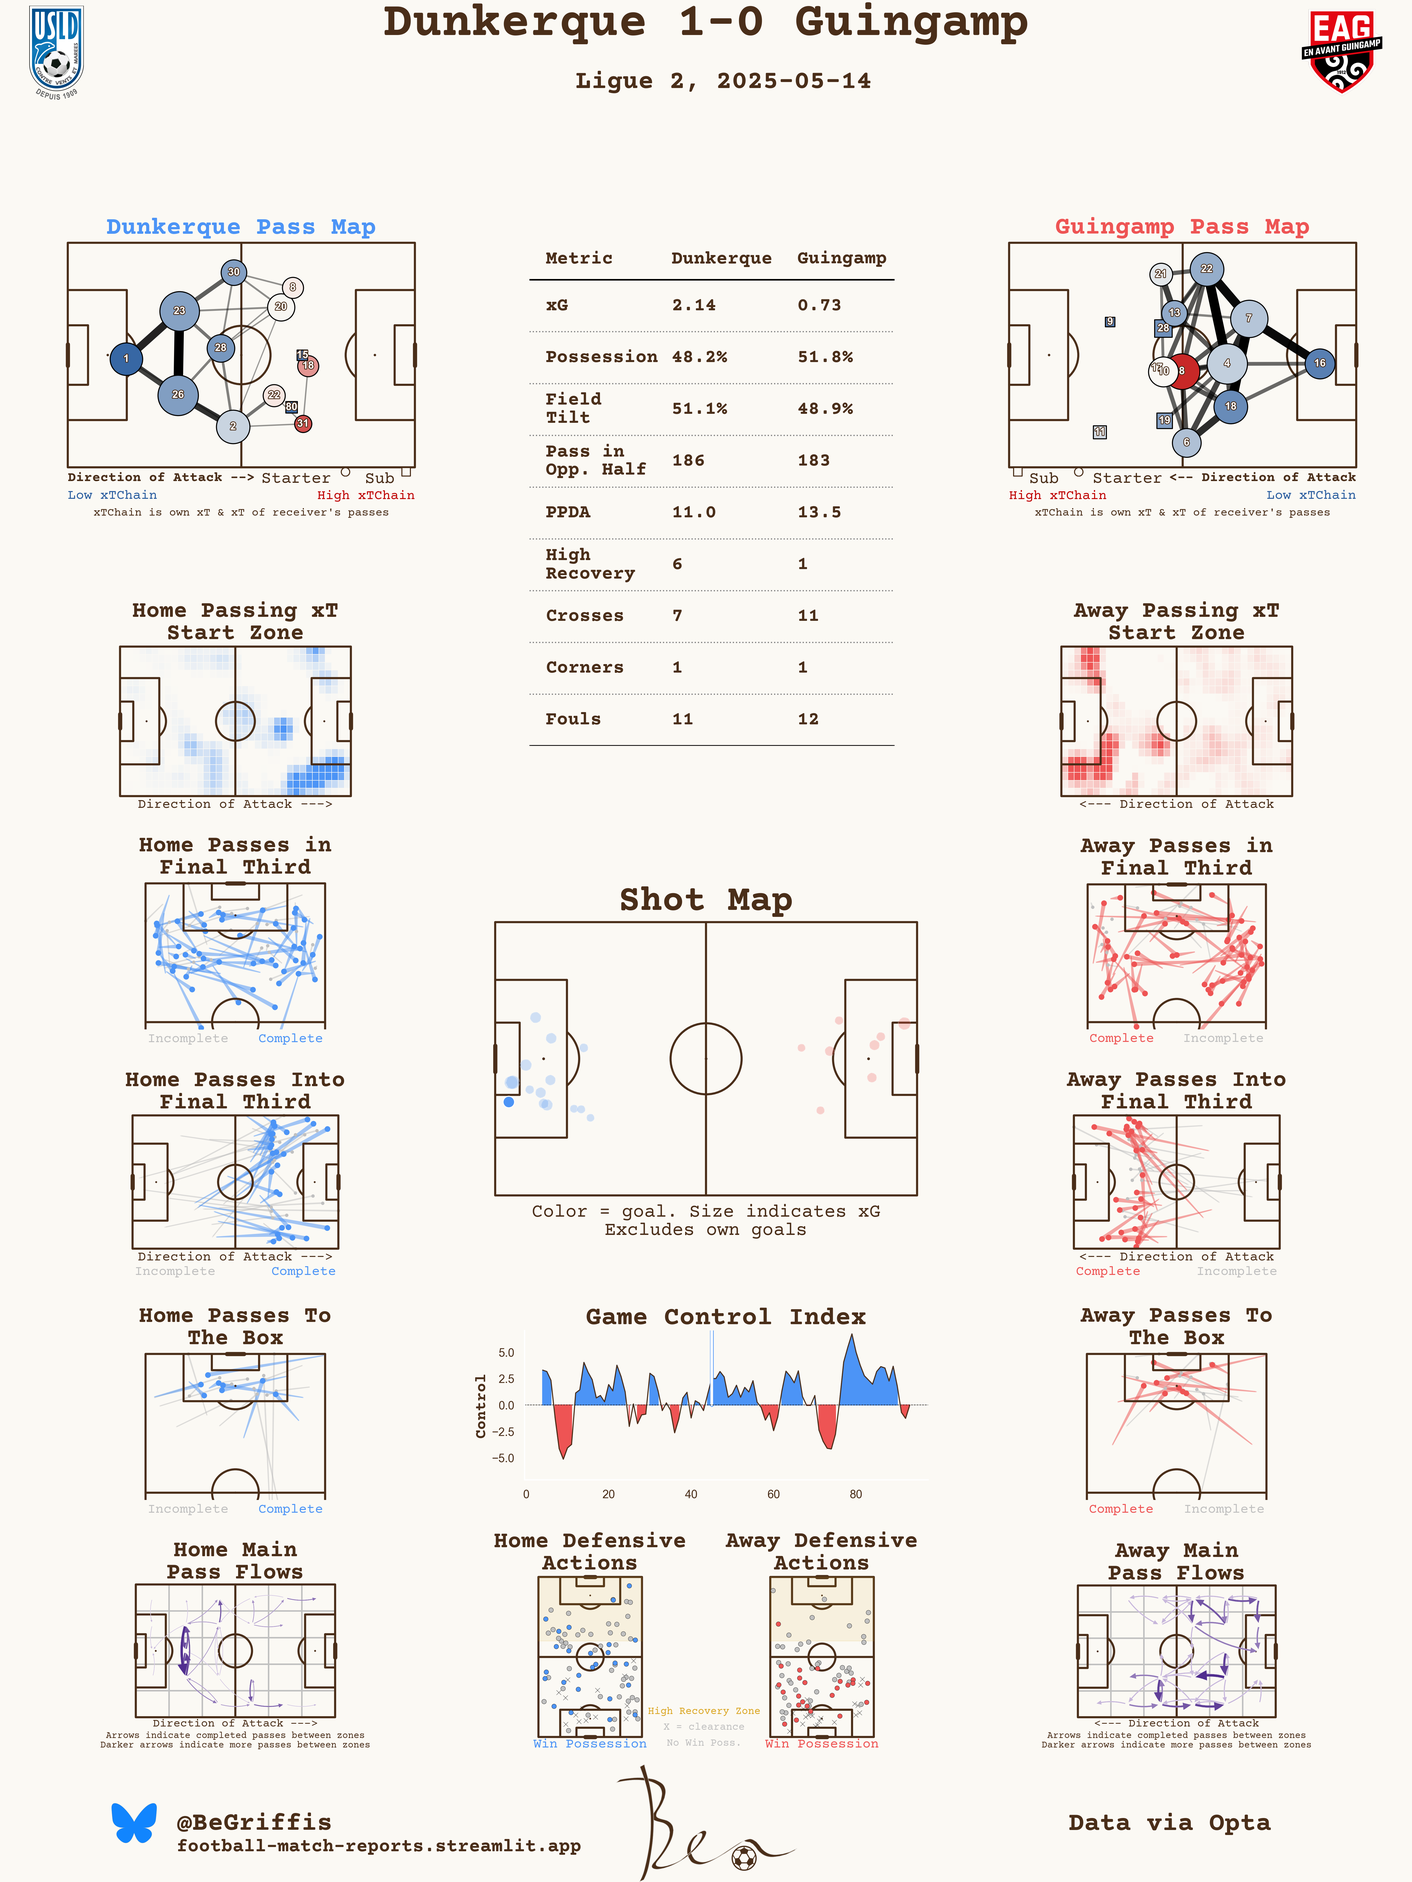 Dunkerque 1-0 Guingamp
Ligue 2, 2025-05-14
USLD
CONTRE VENTS ET MARÉES
DEPUIS 1909
EAG
EN AVANT GUINGAMP
1912
Dunkerque Pass Map
30
8
20
23
28
1
15
18
26
22
80
31
2
Direction of Attack --> Starter Sub
Low xTChain High xTChain
xTChain is own xT & xT of receiver's passes
Metric Dunkerque Guingamp
xG 2.14 0.73
Possession 48.2% 51.8%
Field
Tilt 51.1% 48.9%
Pass in
Opp. Half 186 183
PPDA 11.0 13.5
High
Recovery 6 1
Crosses 7 11
Corners 1 1
Fouls 11 12
Guingamp Pass Map
21
22
13
7
9
28
4
16
17
10
8
18
19
11
6
Sub Starter <-- Direction of Attack
High xTChain Low xTChain
xTChain is own xT & xT of receiver's passes
Home Passing xT
Start Zone
Direction of Attack --->
Away Passing xT
Start Zone
<--- Direction of Attack
Home Passes in
Final Third
Incomplete Complete
Away Passes in
Final Third
Complete Incomplete
Shot Map
Color = goal. Size indicates xG
Excludes own goals
Home Passes Into
Final Third
Direction of Attack --->
Incomplete Complete
Away Passes Into
Final Third
<--- Direction of Attack
Complete Incomplete
Home Passes To
The Box
Incomplete Complete
Game Control Index
Control
5.0
2.5
0.0
−2.5
−5.0
0 20 40 60 80
Away Passes To
The Box
Complete Incomplete
Home Main
Pass Flows
Direction of Attack --->
Arrows indicate completed passes between zones
Darker arrows indicate more passes between zones
Home Defensive
Actions
Win Possession
Away Defensive
Actions
Win Possession
High Recovery Zone
X = clearance
No Win Poss.
Away Main
Pass Flows
<--- Direction of Attack
Arrows indicate completed passes between zones
Darker arrows indicate more passes between zones
@BeGriffis
football-match-reports.streamlit.app
Ben
Data via Opta